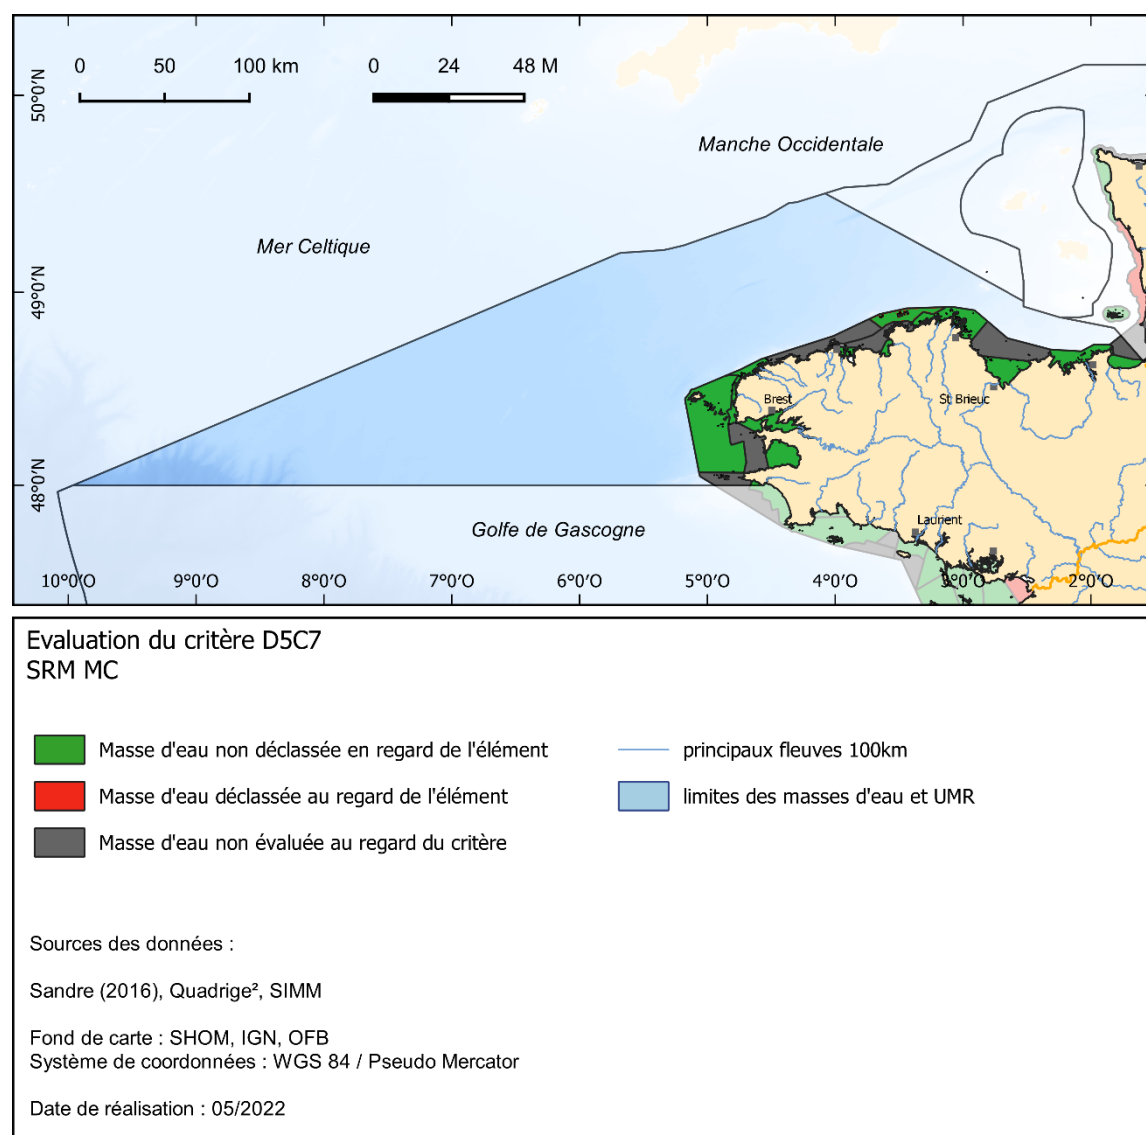 0 50 100 km 0 24 48 M
50°0'N
Manche Occidentale
Mer Celtique
49°0'N
Brest
St Brieuc
48°0'N
Golfe de Gascogne
Laurient
10°0'O 9°0'O 8°0'O 7°0'O 6°0'O 5°0'O 4°0'O 3°0'O 2°0'O
Evaluation du critère D5C7
SRM MC
Masse d'eau non déclassée en regard de l'élément
principaux fleuves 100km
Masse d'eau déclassée au regard de l'élément
limites des masses d'eau et UMR
Masse d'eau non évaluée au regard du critère
Sources des données :
Sandre (2016), Quadrige², SIMM
Fond de carte : SHOM, IGN, OFB
Système de coordonnées : WGS 84 / Pseudo Mercator
Date de réalisation : 05/2022